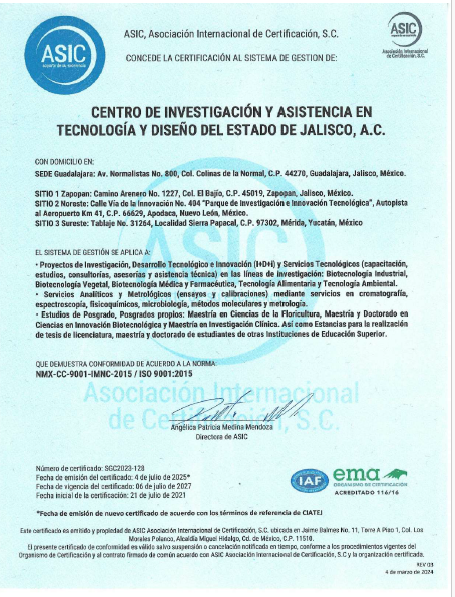 ASIC
ASIC, Asociación Internacional de Certificación, S.C.
CONCEDE LA CERTIFICACIÓN AL SISTEMA DE GESTION DE:
ASIC
Asociación Internacional
de Certificación, S.C.
CENTRO DE INVESTIGACIÓN Y ASISTENCIA EN
TECNOLOGÍA Y DISEÑO DEL ESTADO DE JALISCO, A.C.
CON DOMICILIO EN:
SEDE Guadalajara: Av. Normalistas No. 800, Col. Colinas de la Normal, C.P. 44270, Guadalajara, Jalisco, México.
SITIO 1 Zapopan: Camino Arenero No. 1227, Col. El Bajío, C.P. 45019, Zapopan, Jalisco, México.
SITIO 2 Noreste: Calle Vía de la Innovación No. 404 "Parque de Investigación e Innovación Tecnológica", Autopista
al Aeropuerto Km 41, C.P. 66629, Apodaca, Nuevo León, México.
SITIO 3 Sureste: Tablaje No. 31264, Localidad Sierra Papacal, C.P. 97302, Mérida, Yucatán, México
EL SISTEMA DE GESTIÓN SE APLICA A:
• Proyectos de Investigación, Desarrollo Tecnológico e Innovación (I+D+i) y Servicios Tecnológicos (capacitación,
estudios, consultorías, asesorías y asistencia técnica) en las líneas de investigación: Biotecnología Industrial,
Biotecnología Vegetal, Biotecnología Médica y Farmacéutica, Tecnología Alimentaria y Tecnología Ambiental.
• Servicios Analíticos y Metrológicos (ensayos y calibraciones) mediante servicios en cromatografía,
espectroscopía, fisicoquímicos, microbiología, métodos moleculares y metrología.
• Estudios de Posgrado, Posgrados propios: Maestría en Ciencias de la Floricultura, Maestría y Doctorado en
Ciencias en Innovación Biotecnológica y Maestría en Investigación Clínica. Así como Estancias para la realización
de tesis de licenciatura, maestría y doctorado de estudiantes de otras Instituciones de Educación Superior.
QUE DEMUESTRA CONFORMIDAD DE ACUERDO A LA NORMA:
NMX-CC-9001-IMNC-2015 / ISO 9001:2015
Asociación Internacional
de Certificación, S.C.
Angélica Patricia Medina Mendoza
Directora de ASIC
Número de certificado: SGC2023-128
Fecha de emisión del certificado: 4 de julio de 2025*
Fecha de vigencia del certificado: 06 de julio de 2027
Fecha inicial de la certificación: 21 de julio de 2021
IAF
ema
ORGANISMO DE CERTIFICACIÓN
ACREDITADO 116/16
*Fecha de emisión de nuevo certificado de acuerdo con los términos de referencia de CIATEJ
Este certificado es emitido y propiedad de ASIC Asociación Internacional de Certificación, S.C. ubicada en Jaime Balmes No. 11, Torre A Piso 1, Col. Los
Morales Polanco, Alcaldía Miguel Hidalgo, Cd. de México, C.P. 11510.
El presente certificado de conformidad es válido salvo suspensión o cancelación notificada en tiempo, conforme a los procedimientos vigentes del
Organismo de Certificación y al contrato firmado de común acuerdo con ASIC Asociación Internacional de Certificación, S.C y la organización certificada.
REV 03
4 de marzo de 2024